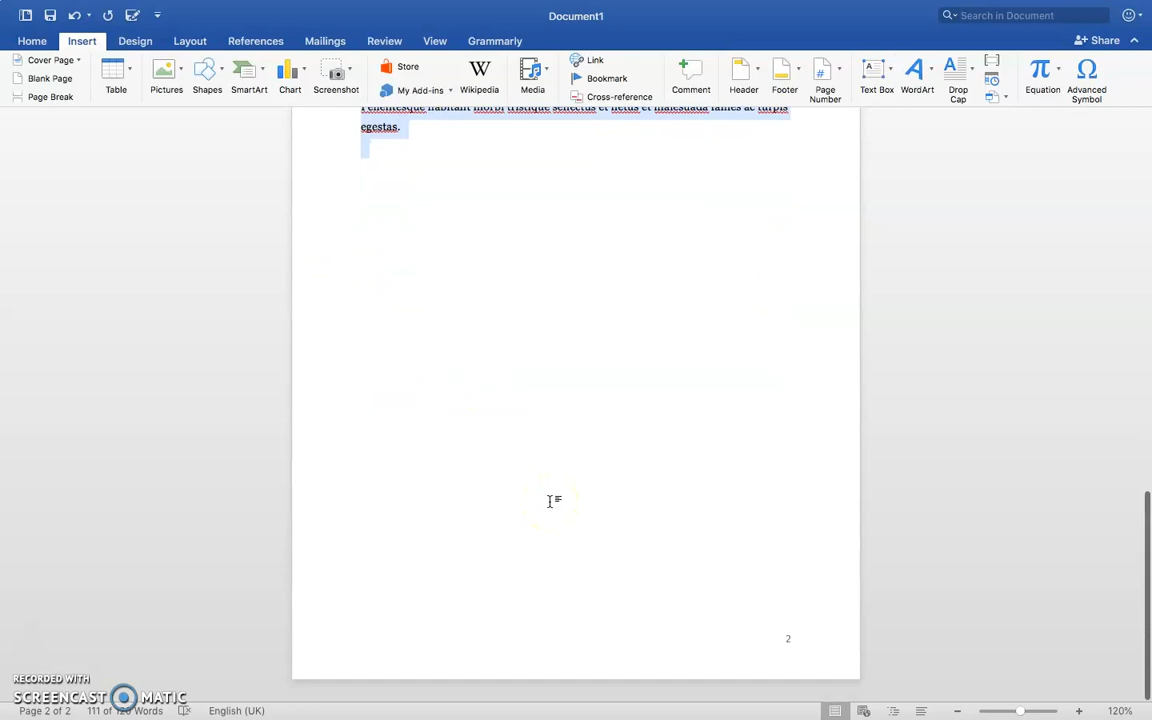 Document1
Search in Document
Home Insert Design Layout References Mailings Review View Grammarly
Share
Cover Page
Blank Page
Page Break
Table
Pictures
Shapes
SmartArt
Chart
Screenshot
Store
My Add-ins
W
Wikipedia
Media
Link
Bookmark
Cross-reference
Comment
Header
Footer
#
Page
Number
A
Text Box
A
WordArt
A
Drop
Cap
π
Equation
Ω
Advanced
Symbol
Pellentesque habitant morbi tristique senectus et netus et malesuada fames ac turpis
egestas.
2
RECORDED WITH
SCREENCAST MATIC
Page 2 of 2 111 of 120 Words English (UK) 120%